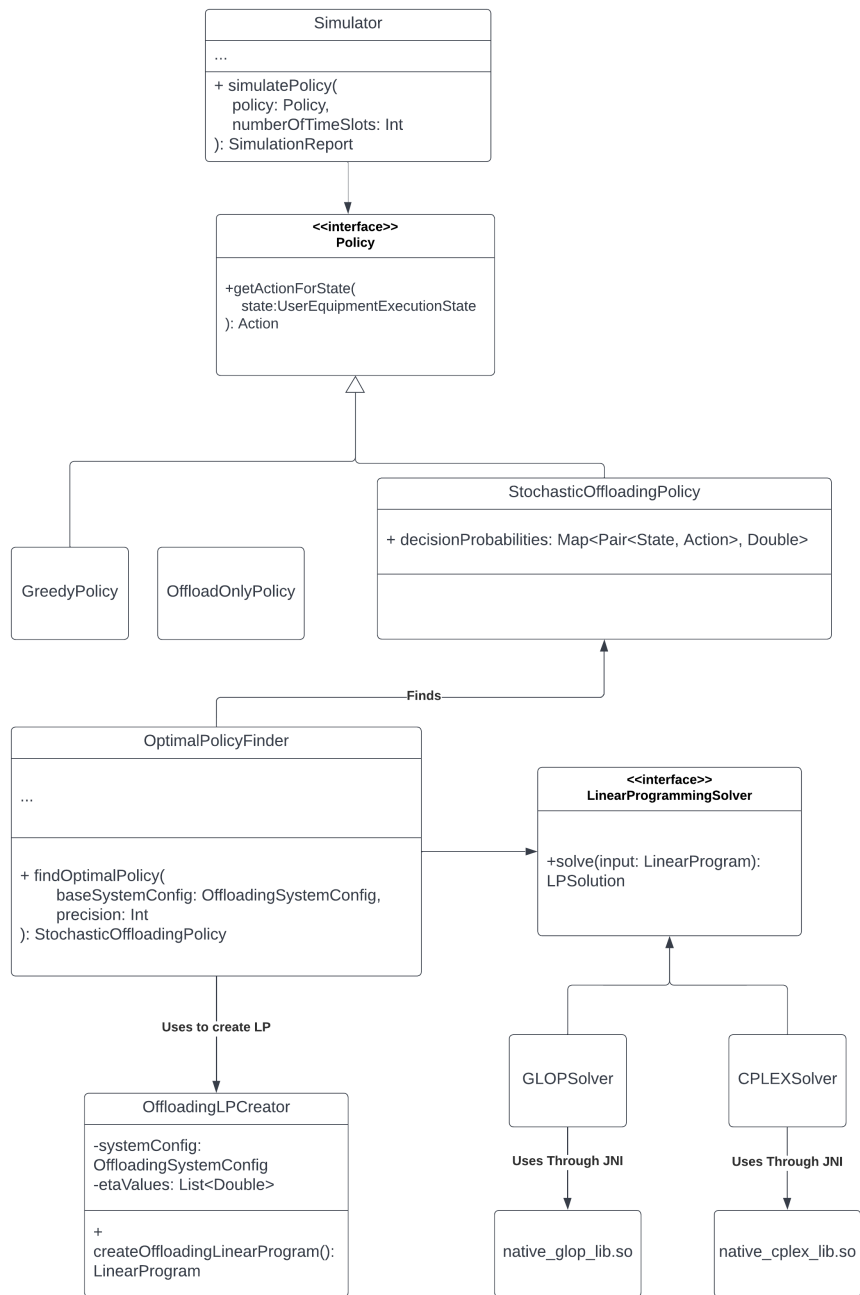 Simulator
...
+ simulatePolicy(
policy: Policy,
numberOfTimeSlots: Int
): SimulationReport
<<interface>>
Policy
+getActionForState(
state:UserEquipmentExecutionState
): Action
StochasticOffloadingPolicy
+ decisionProbabilities: Map<Pair<State, Action>, Double>
GreedyPolicy
OffloadOnlyPolicy
Finds
OptimalPolicyFinder
...
+ findOptimalPolicy(
baseSystemConfig: OffloadingSystemConfig,
precision: Int
): StochasticOffloadingPolicy
<<interface>>
LinearProgrammingSolver
+solve(input: LinearProgram):
LPSolution
Uses to create LP
GLOPSolver
CPLEXSolver
OffloadingLPCreator
-systemConfig:
OffloadingSystemConfig
-etaValues: List<Double>
+
createOffloadingLinearProgram():
LinearProgram
Uses Through JNI
Uses Through JNI
native_glop_lib.so
native_cplex_lib.so